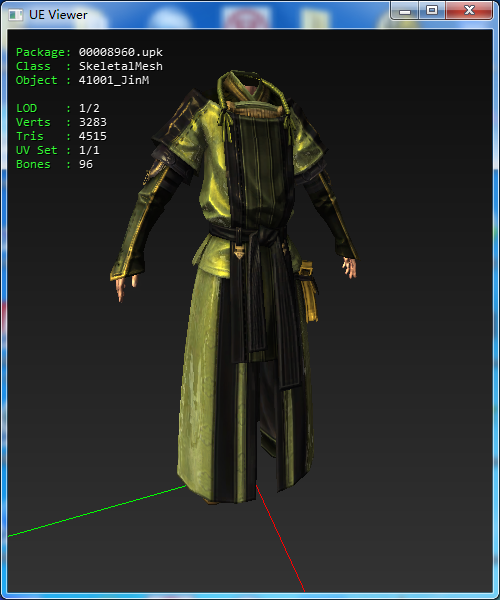 UE Viewer
Package: 00008960.upk
Class  : SkeletalMesh
Object : 41001_JinM
LOD    : 1/2
Verts  : 3283
Tris   : 4515
UV Set : 1/1
Bones  : 96